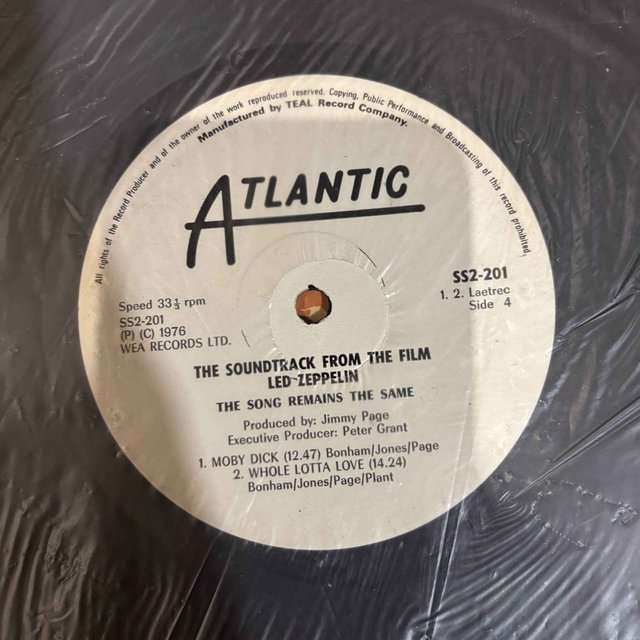 All rights of the Record Producer and of the owner of the work reproduced reserved. Copying, Public Performance and Broadcasting of this record prohibited.
Manufactured by TEAL Record Company.
ATLANTIC
Speed 33⅓ rpm
SS2-201
(P) (C) 1976
WEA RECORDS LTD.
SS2-201
1. 2. Laetrec
Side 4
THE SOUNDTRACK FROM THE FILM
LED ZEPPELIN
THE SONG REMAINS THE SAME
Produced by: Jimmy Page
Executive Producer: Peter Grant
1. MOBY DICK (12.47) Bonham/Jones/Page
2. WHOLE LOTTA LOVE (14.24)
Bonham/Jones/Page/Plant